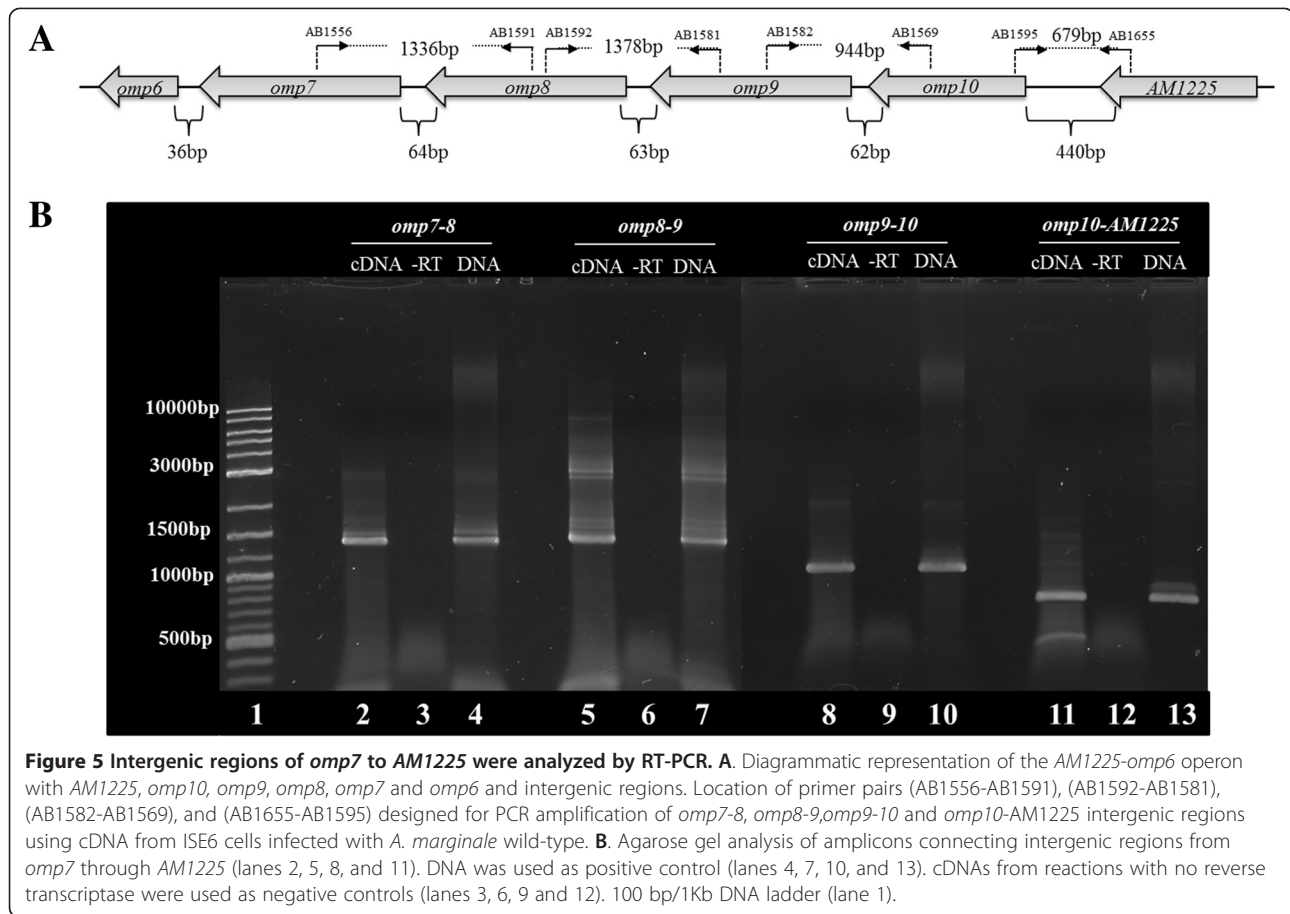 A
AB1556 1336bp AB1591 AB1592 1378bp AB1581 AB1582 944bp AB1569 AB1595 679bp AB1655
omp6 omp7 omp8 omp9 omp10 AM1225
36bp 64bp 63bp 62bp 440bp
B
omp7-8 omp8-9 omp9-10 omp10-AM1225
cDNA -RT DNA cDNA -RT DNA cDNA -RT DNA cDNA -RT DNA
10000bp
3000bp
1500bp
1000bp
500bp
1 2 3 4 5 6 7 8 9 10 11 12 13
Figure 5 Intergenic regions of omp7 to AM1225 were analyzed by RT-PCR. A. Diagrammatic representation of the AM1225-omp6 operon
with AM1225, omp10, omp9, omp8, omp7 and omp6 and intergenic regions. Location of primer pairs (AB1556-AB1591), (AB1592-AB1581),
(AB1582-AB1569), and (AB1655-AB1595) designed for PCR amplification of omp7-8, omp8-9,omp9-10 and omp10-AM1225 intergenic regions
using cDNA from ISE6 cells infected with A. marginale wild-type. B. Agarose gel analysis of amplicons connecting intergenic regions from
omp7 through AM1225 (lanes 2, 5, 8, and 11). DNA was used as positive control (lanes 4, 7, 10, and 13). cDNAs from reactions with no reverse
transcriptase were used as negative controls (lanes 3, 6, 9 and 12). 100 bp/1Kb DNA ladder (lane 1).